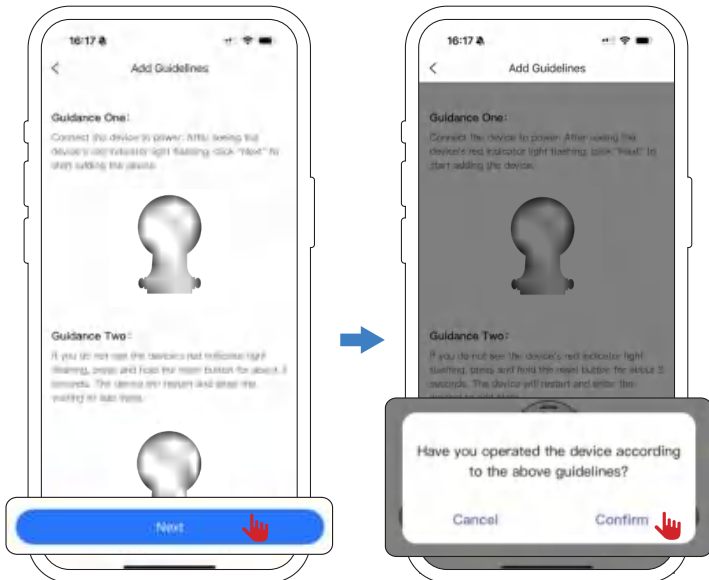 16:17
Add Guidelines
Guidance One:
Connect the device to power. After seeing the
device's red indicator light flashing, click "Next" to
start adding the device.
Guidance Two:
If you do not see the device's red indicator light
flashing, press and hold the reset button for about
seconds. The device will restart and enter the
waiting to add state.
Next
16:17
Add Guidelines
Guidance One:
Connect the device to power. After seeing the
device's red indicator light flashing, click "Next" to
start adding the device.
Guidance Two:
If you do not see the device's red indicator light
flashing, press and hold the reset button for about 5
seconds. The device will restart and enter the
Have you operated the device according
to the above guidelines?
Cancel
Confirm